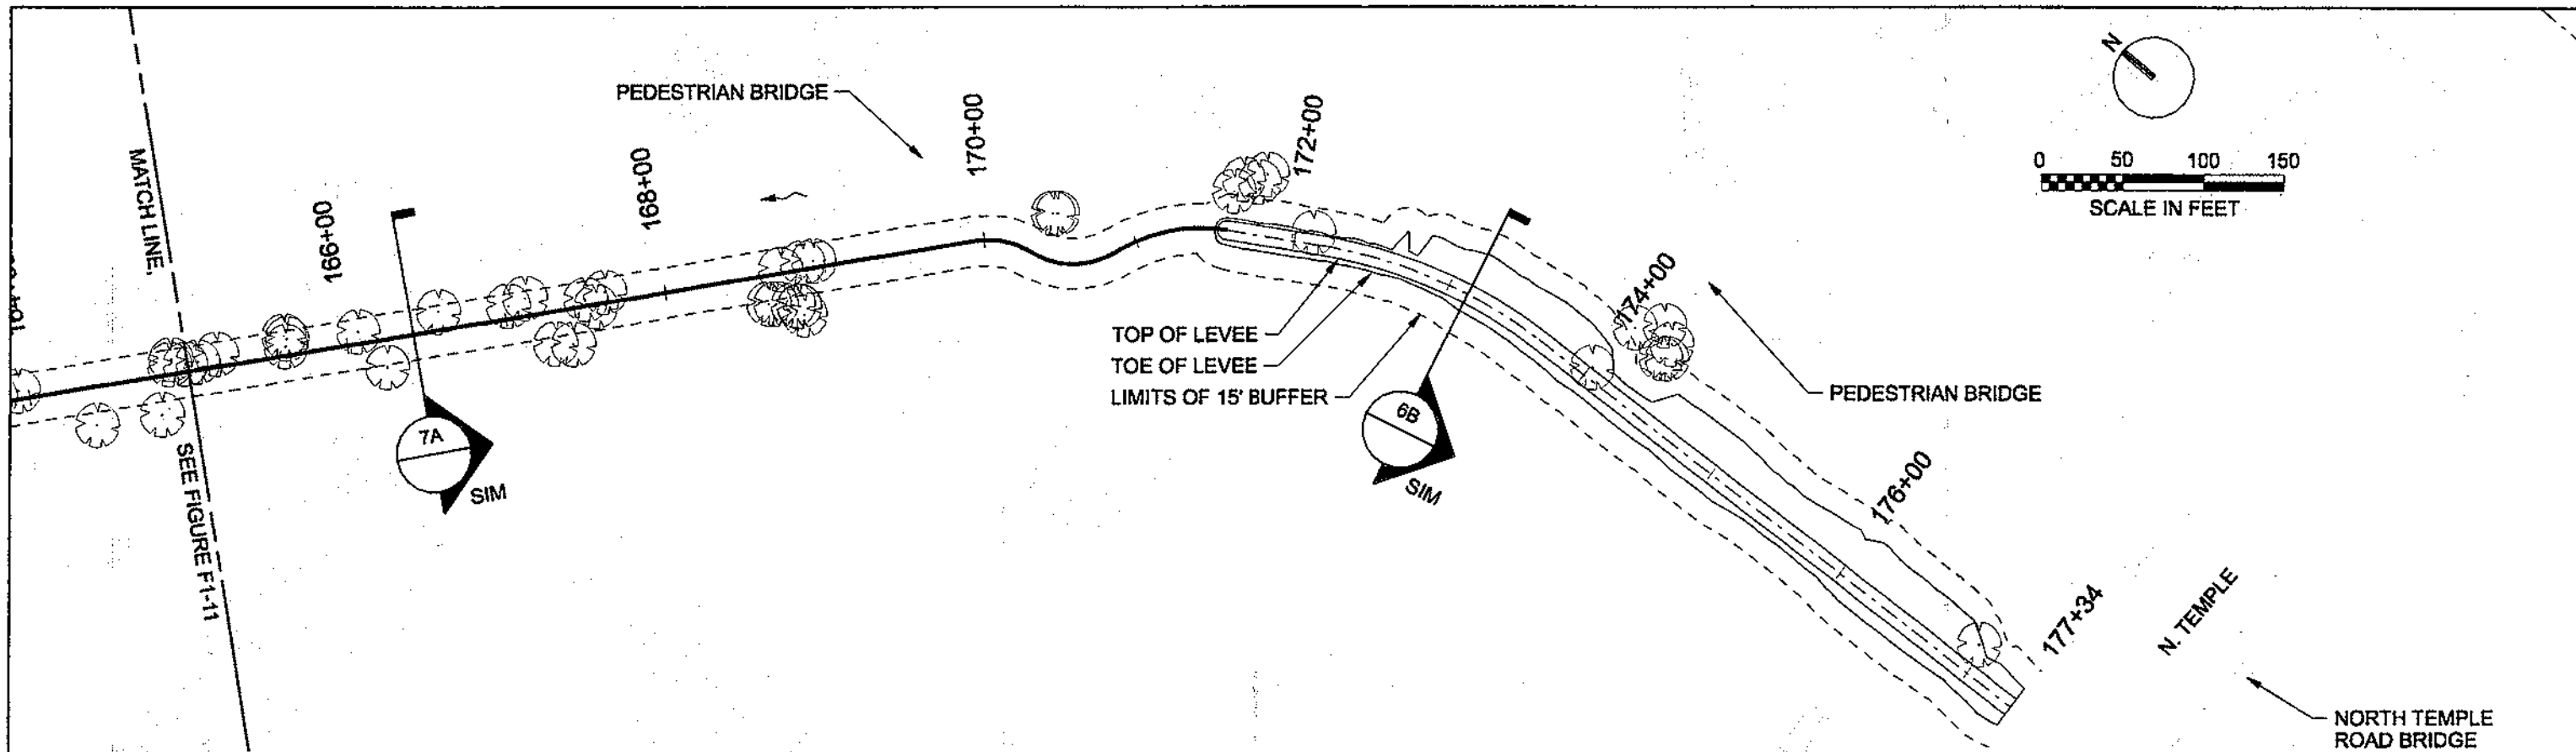 PEDESTRIAN BRIDGE
N
0 50 100 150
SCALE IN FEET
MATCH LINE,
SEE FIGURE F1-11
166+00
168+00
170+00
172+00
174+00
176+00
177+34
TOP OF LEVEE
TOE OF LEVEE
LIMITS OF 15' BUFFER
7A
SIM
6B
SIM
PEDESTRIAN BRIDGE
N. TEMPLE
NORTH TEMPLE
ROAD BRIDGE